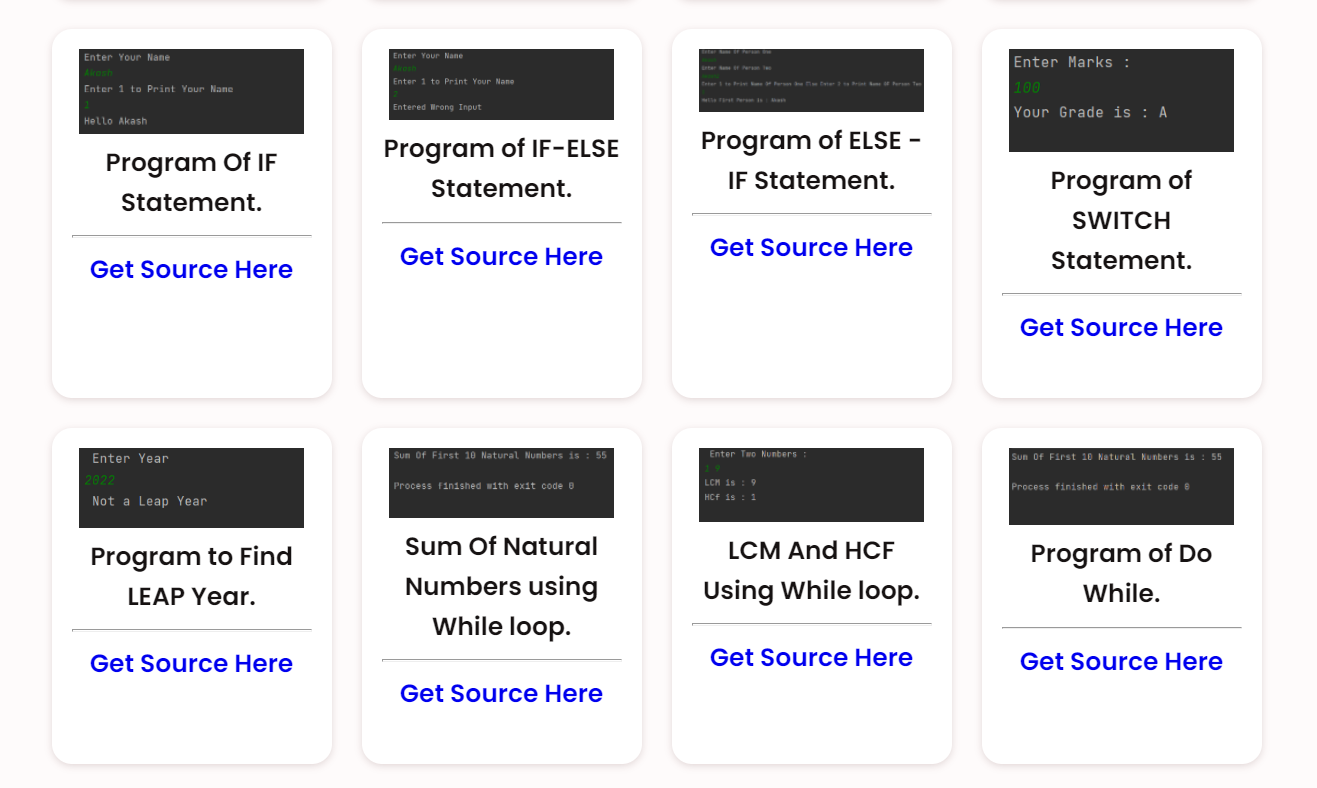 Enter Your Name
Akash
Enter 1 to Print Your Name
1
Hello Akash
Program Of IF
Statement.
Get Source Here
Enter Your Name
Akash
Enter 1 to Print Your Name
2
Entered Wrong Input
Program of IF-ELSE
Statement.
Get Source Here
Enter Name Of Person One
Enter Name Of Person Two
Enter 1 to Print Name Of Person One Else Enter 2 to Print Name Of Person Two
Hello First Person is : Akash
Program of ELSE -
IF Statement.
Get Source Here
Enter Marks :
100
Your Grade is : A
Program of
SWITCH
Statement.
Get Source Here
Enter Year
2022
Not a Leap Year
Program to Find
LEAP Year.
Get Source Here
Sum Of First 10 Natural Numbers is : 55
Process finished with exit code 0
Sum Of Natural
Numbers using
While loop.
Get Source Here
Enter Two Numbers :
1 9
LCM is : 9
HCf is : 1
LCM And HCF
Using While loop.
Get Source Here
Sum Of First 10 Natural Numbers is : 55
Process finished with exit code 0
Program of Do
While.
Get Source Here